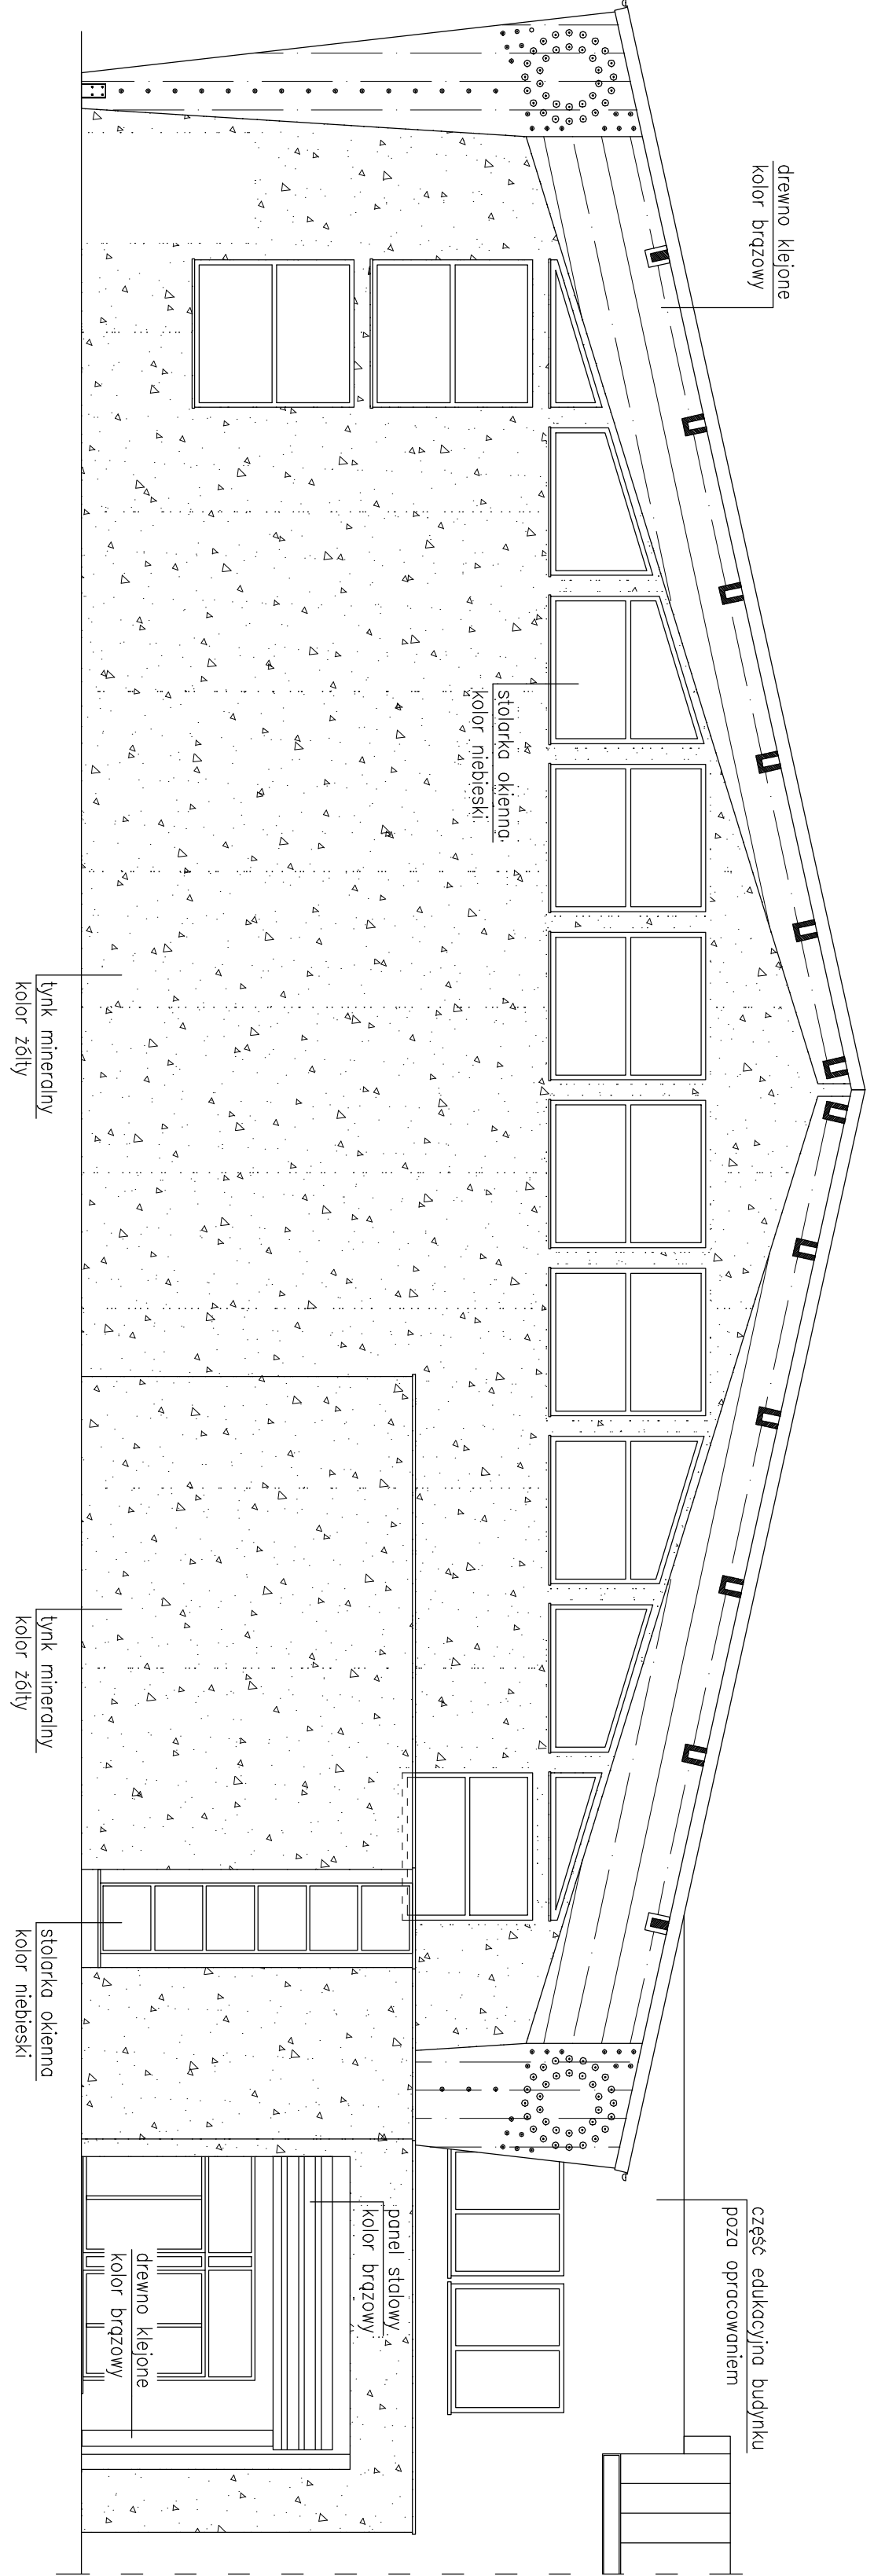 drewno klejone
kolor brązowy
stolarka okienna
kolor niebieski
tynk mineralny
kolor żółty
tynk mineralny
kolor żółty
stolarka okienna
kolor niebieski
panel stalowy
kolor brązowy
drewno klejone
kolor brązowy
część edukacyjna budynku
poza opracowaniem